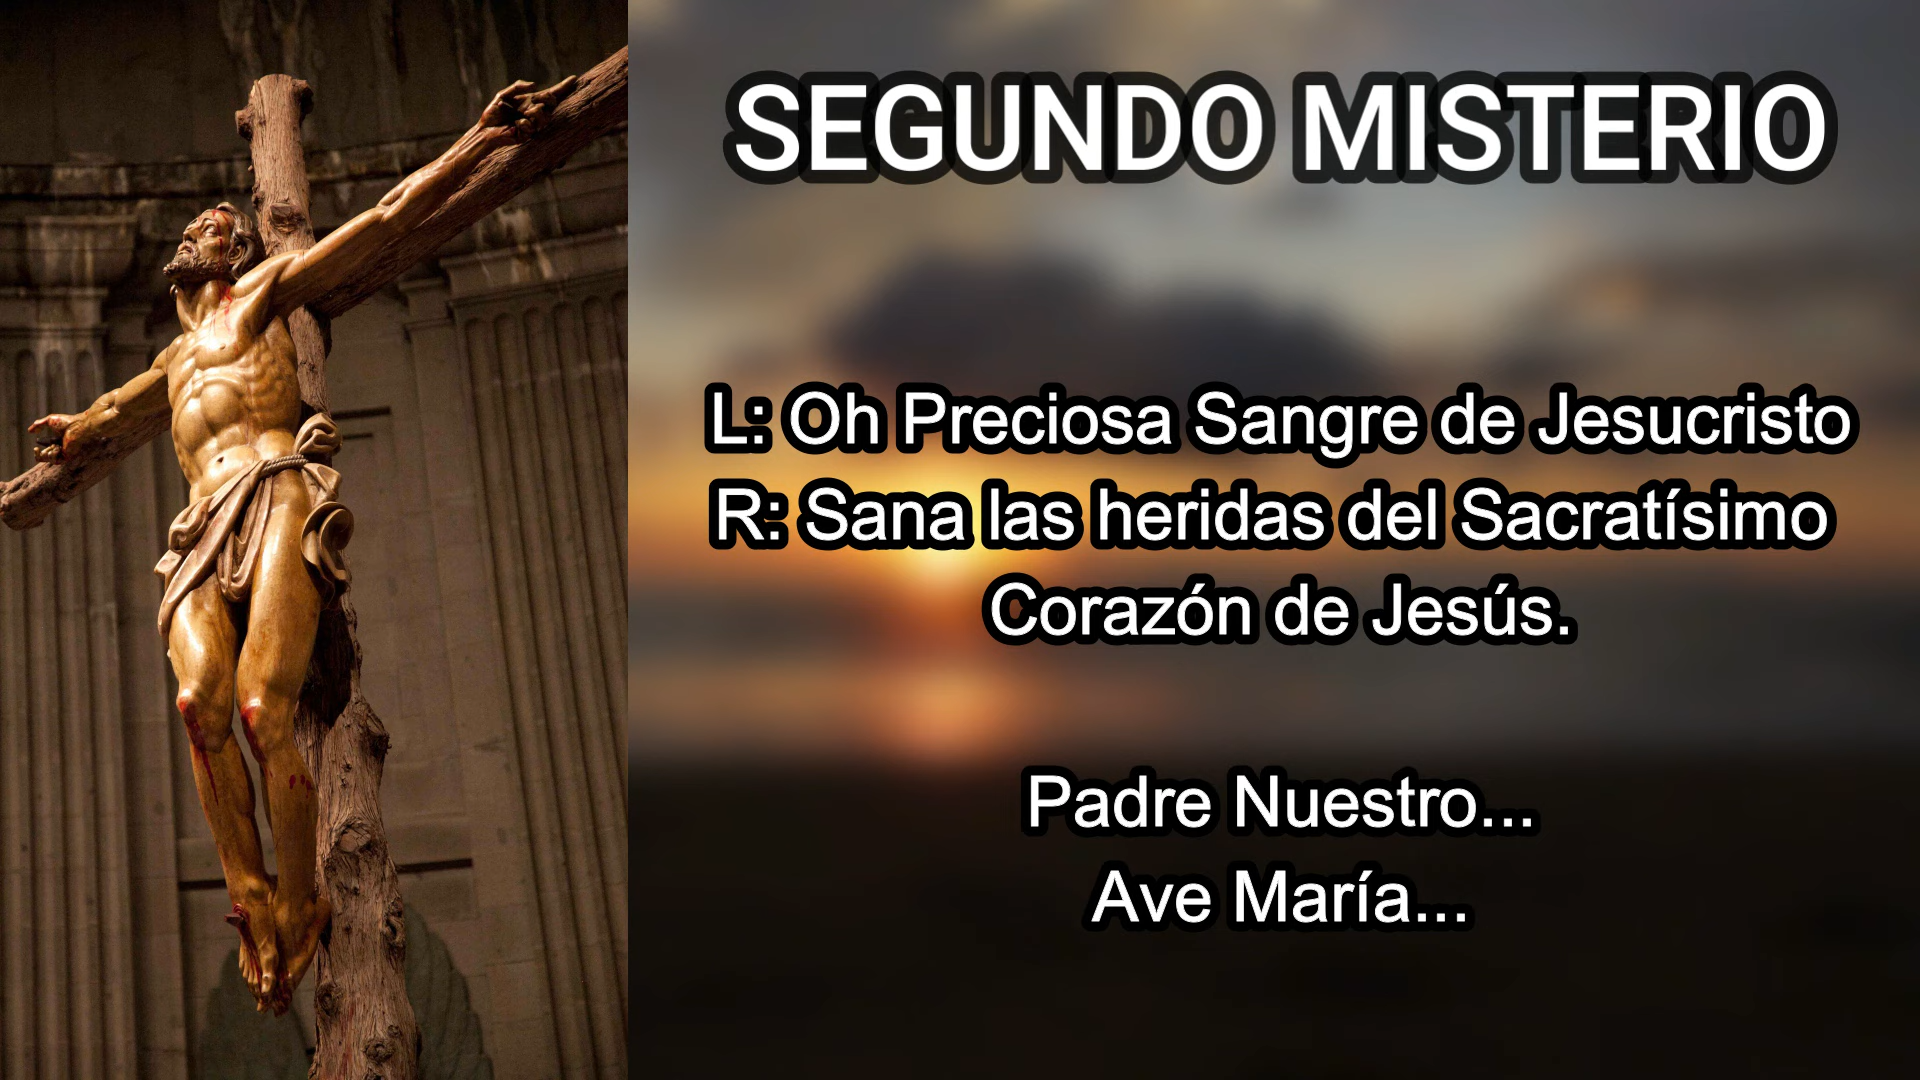 SEGUNDO MISTERIO
L: Oh Preciosa Sangre de Jesucristo
R: Sana las heridas del Sacratísimo
Corazón de Jesús.
Padre Nuestro...
Ave María...